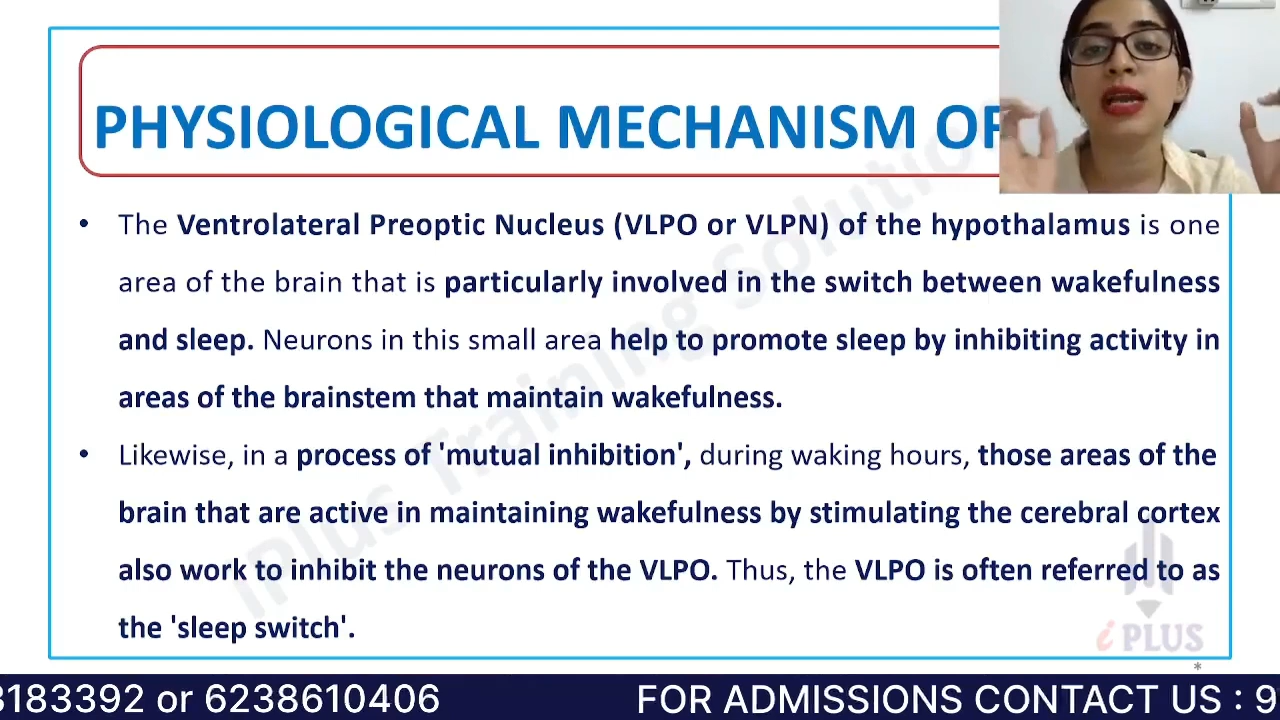 PHYSIOLOGICAL MECHANISM OF
• The Ventrolateral Preoptic Nucleus (VLPO or VLPN) of the hypothalamus is one
area of the brain that is particularly involved in the switch between wakefulness
and sleep. Neurons in this small area help to promote sleep by inhibiting activity in
areas of the brainstem that maintain wakefulness.
• Likewise, in a process of 'mutual inhibition', during waking hours, those areas of the
brain that are active in maintaining wakefulness by stimulating the cerebral cortex
also work to inhibit the neurons of the VLPO. Thus, the VLPO is often referred to as
the 'sleep switch'.
iPlus Training Solutio
i PLUS
*
8183392 or 6238610406 FOR ADMISSIONS CONTACT US : 9